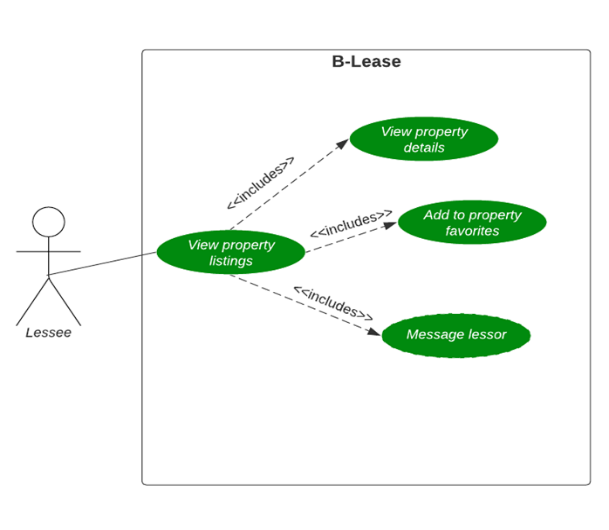 B-Lease
View property
details
<<includes>>
Add to property
favorites
<<includes>>
View property
listings
<<includes>>
Message lessor
Lessee